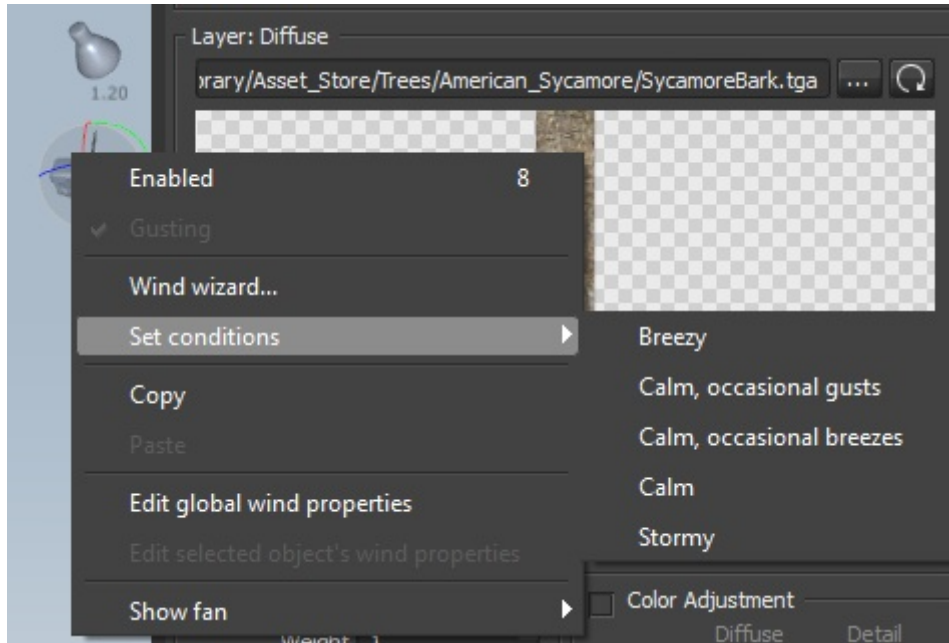 Layer: Diffuse
orary/Asset_Store/Trees/American_Sycamore/SycamoreBark.tga ...
1.20
Enabled 8
Gusting
Wind wizard...
Set conditions
Breezy
Calm, occasional gusts
Copy
Calm, occasional breezes
Paste
Calm
Edit global wind properties
Stormy
Edit selected object's wind properties
Show fan
Color Adjustment
Weight 1
Diffuse Detail